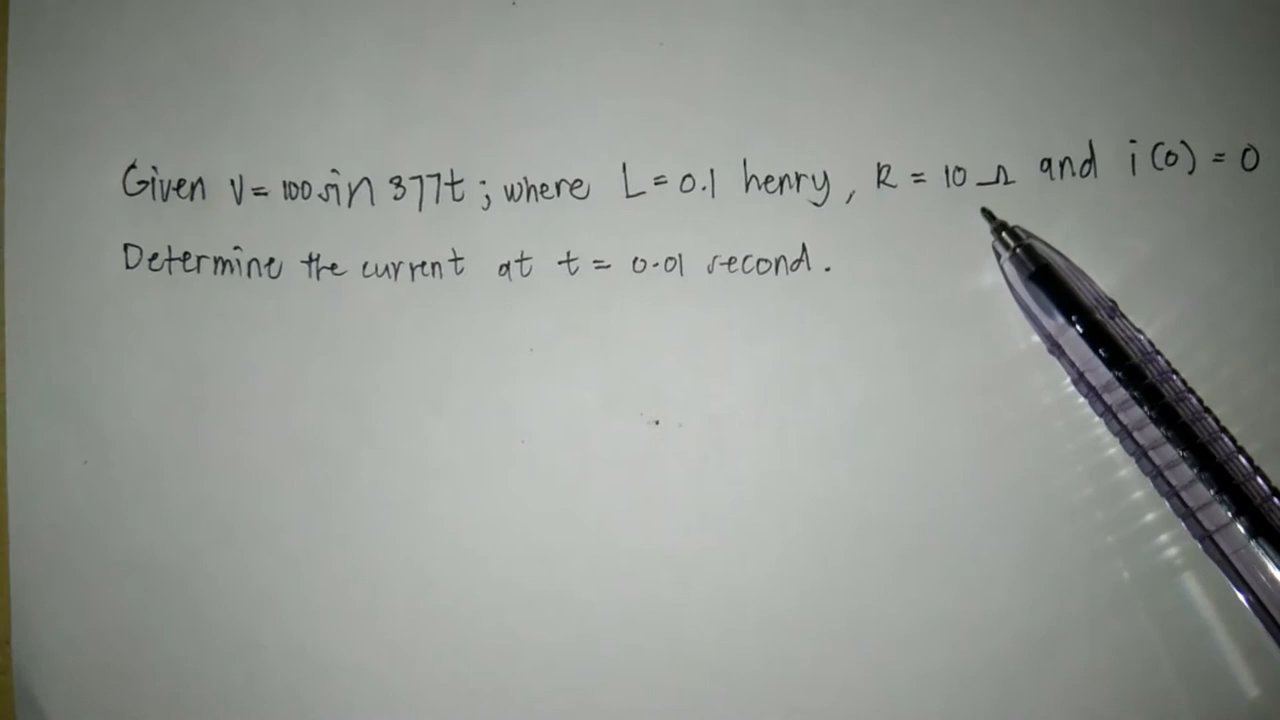 Given V = 100 sin 377t ; where L = 0.1 henry , R = 10 Ω and i(0) = 0
Determine the current at t = 0.01 second .